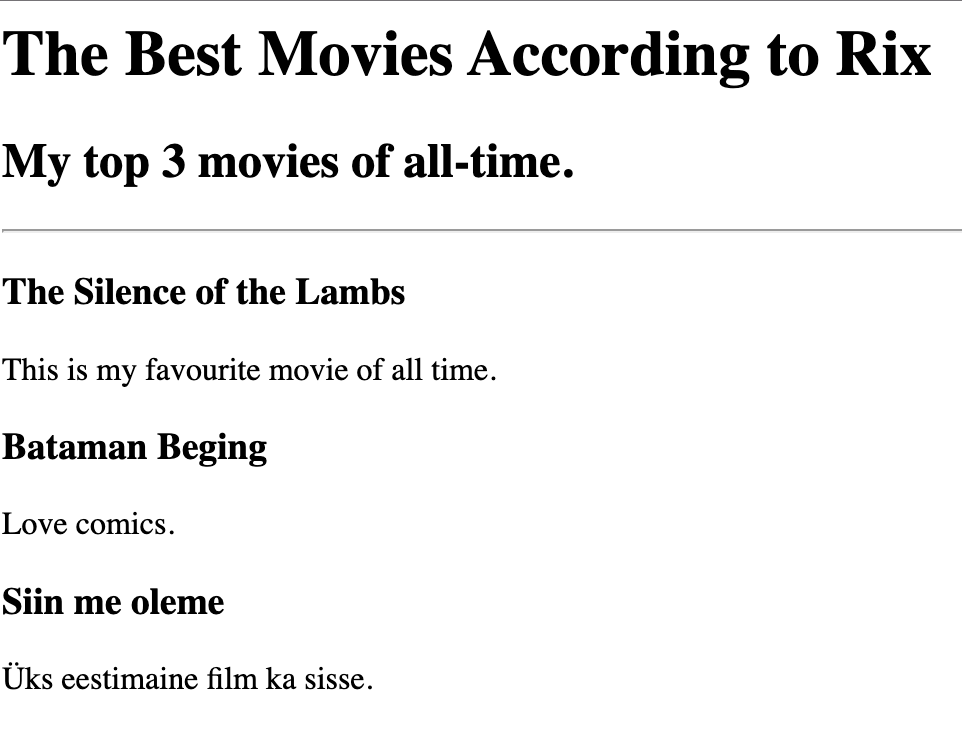 The Best Movies According to Rix
My top 3 movies of all-time.
The Silence of the Lambs
This is my favourite movie of all time.
Bataman Beging
Love comics.
Siin me oleme
Üks eestimaine film ka sisse.